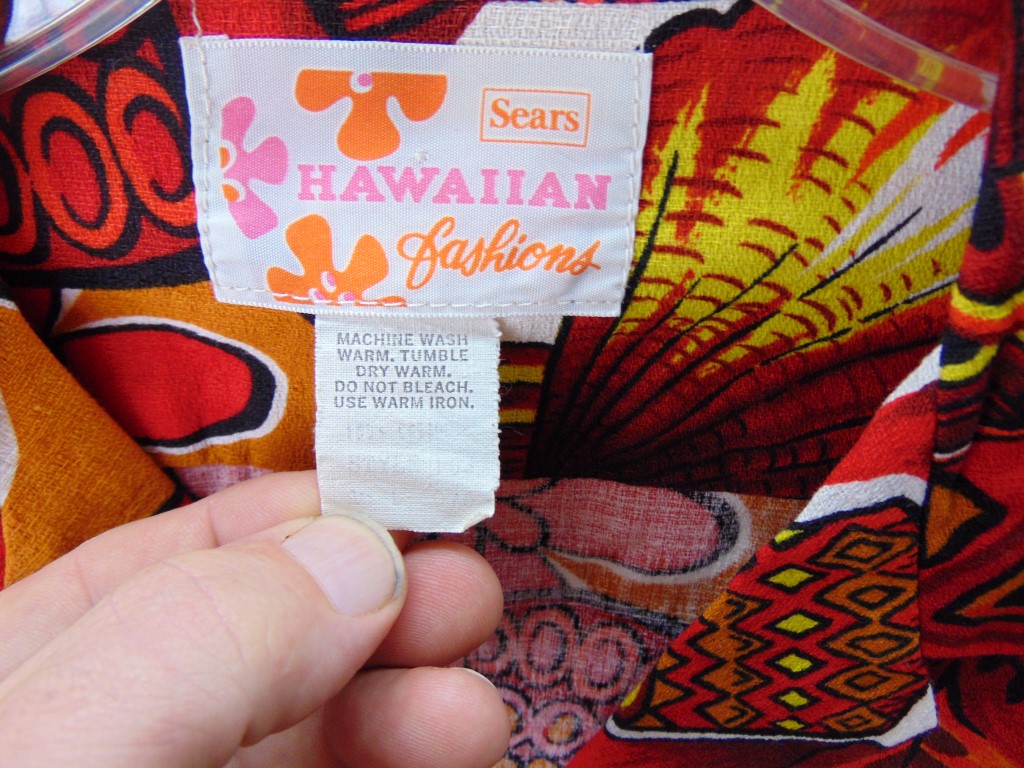 Sears
HAWAIIAN
fashions
MACHINE WASH
WARM. TUMBLE
DRY WARM.
DO NOT BLEACH.
USE WARM IRON.